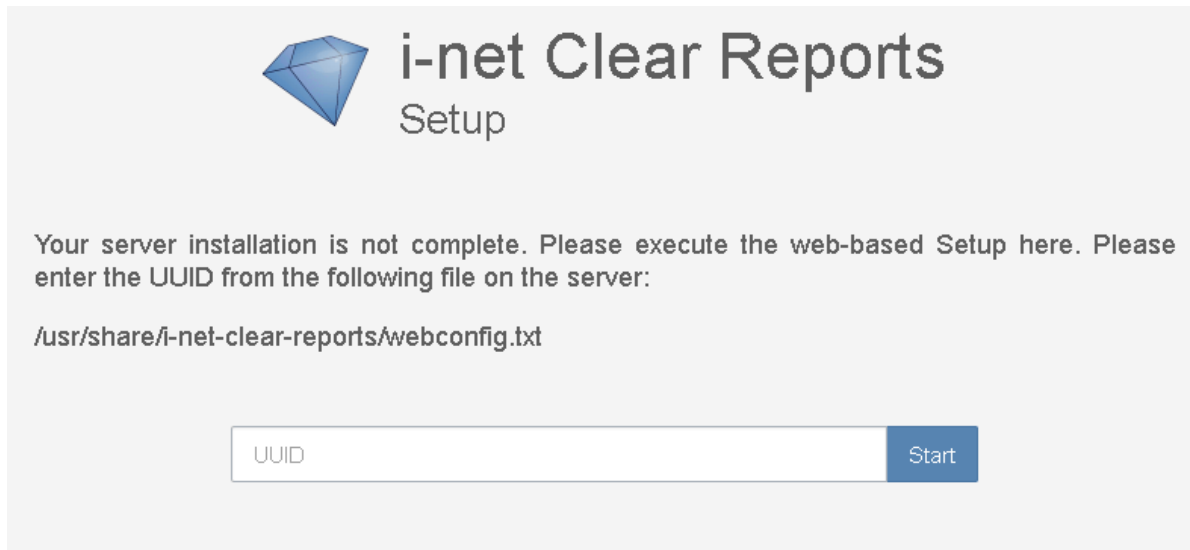 i-net Clear Reports
Setup
Your server installation is not complete. Please execute the web-based Setup here. Please
enter the UUID from the following file on the server:
/usr/share/i-net-clear-reports/webconfig.txt
UUID
Start